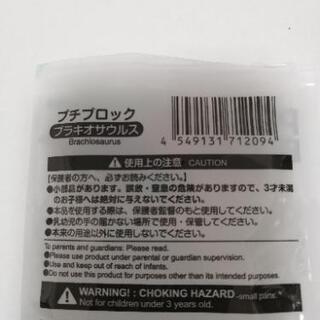 プチブロック
ブラキオサウルス
Brachiosaurus
4 549131 712094
使用上の注意 CAUTION
【保護者の方へ、必ずお読みください。】
●小部品があります。誤飲・窒息の危険がありますので、3才未満
のお子様には絶対に与えないでください。
●本品を使用する際は、保護者監督のもと使用してください。
●乳幼児の手の届かない場所で使用・保管してください。
●本来の用途以外に使用しないでください。
To parents and guardians: Please read.
●Please use product under parental or guardian supervision.
●Use and keep out of reach of infants.
●Do not use this product for purposes other than its intended purposes.
WARNING! : CHOKING HAZARD -small parts.
Not for children under 3 years old.